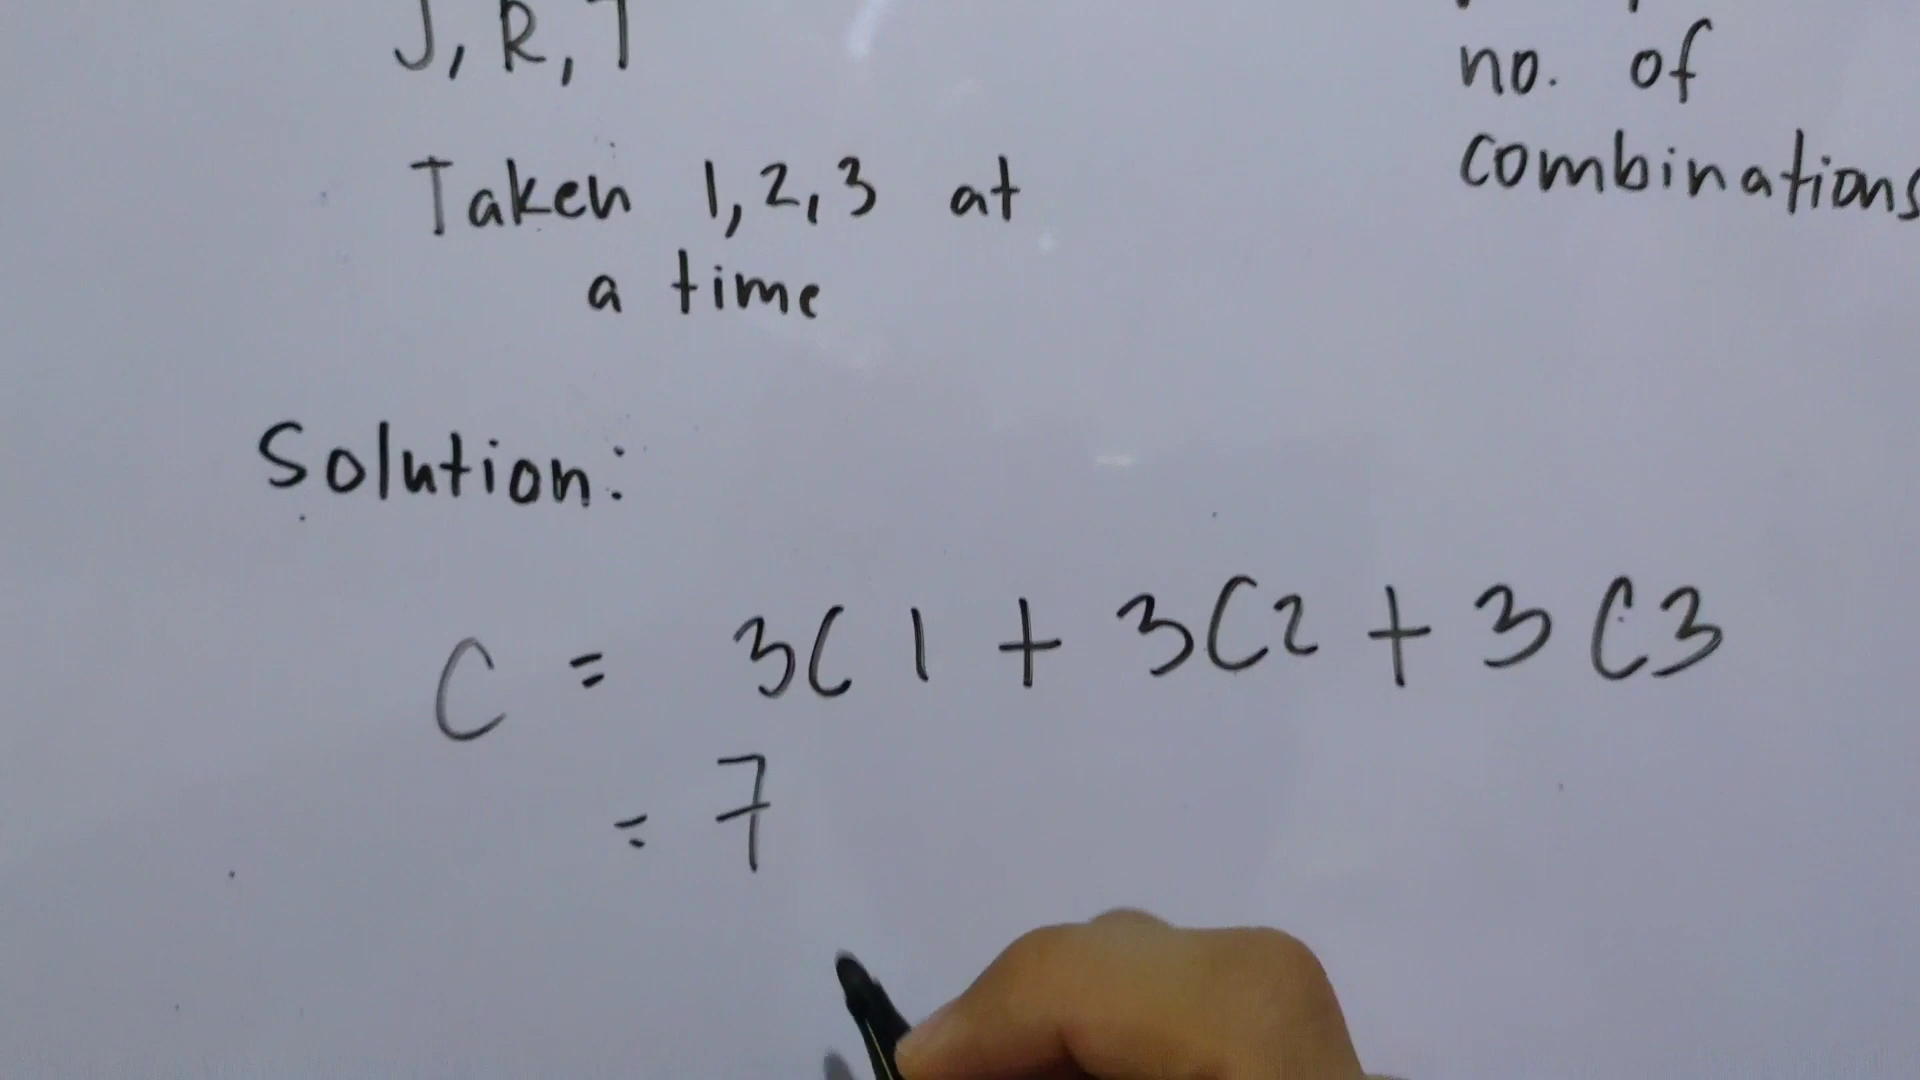 J, R, T
no. of
combinations
Taken 1, 2, 3 at
a time
Solution:
C = 3C1 + 3C2 + 3C3
= 7